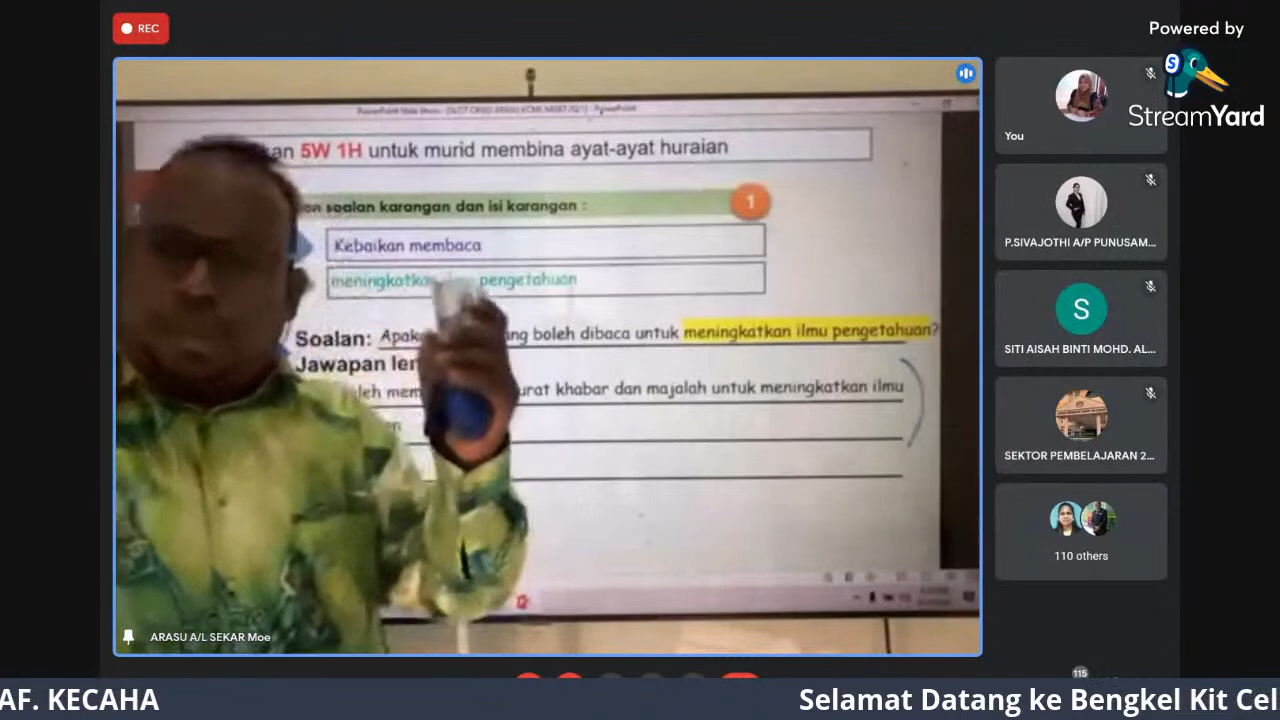 REC
Powered by
StreamYard
5W 1H untuk murid membina ayat-ayat huraian
soalan karangan dan isi karangan :
1
Kebaikan membaca
meningkatkan pengetahuan
Soalan: boleh dibaca untuk meningkatkan ilmu pengetahuan?
Jawapan
khabar dan majalah untuk meningkatkan ilmu
ARASU A/L SEKAR Moe
You
P.SIVAJOTHI A/P PUNUSAM...
S
SITI AISAH BINTI MOHD. AL...
SEKTOR PEMBELAJARAN 2...
110 others
115
AF. KECAHA
Selamat Datang ke Bengkel Kit Cel